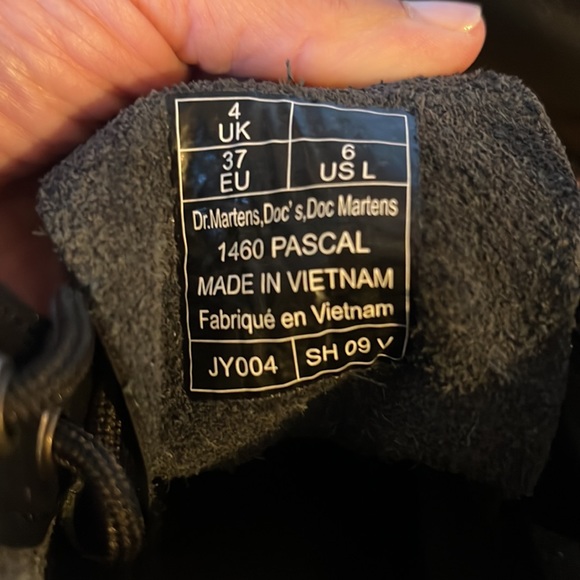 4
UK
37
EU
6
US L
Dr.Martens,Doc's,Doc Martens
1460 PASCAL
MADE IN VIETNAM
Fabriqué en Vietnam
JY004
SH 09 V